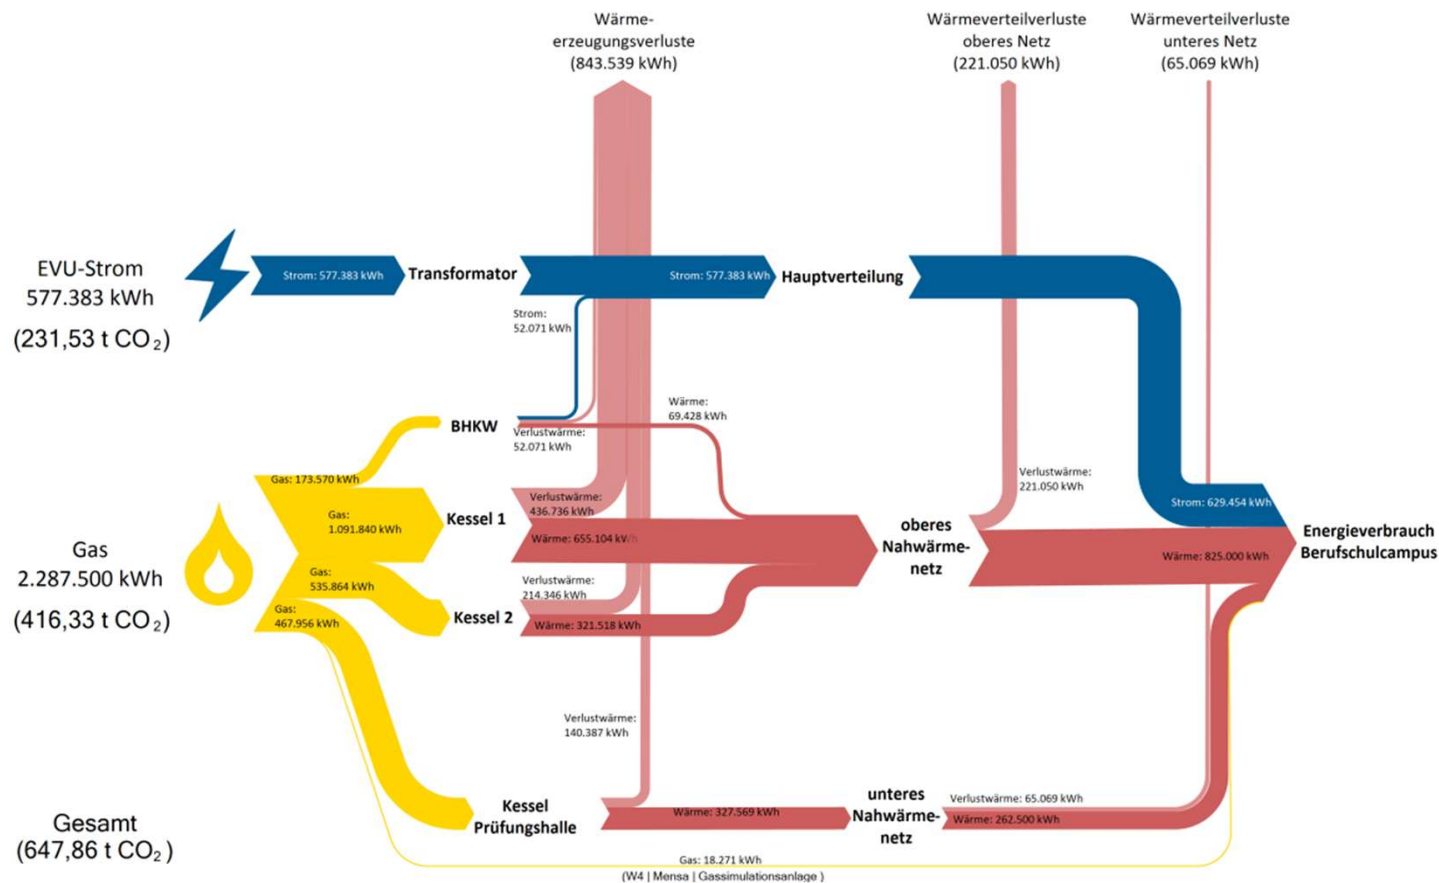 Wärme-
erzeugungsverluste
(843.539 kWh)
Wärmeverteilverluste
oberes Netz
(221.050 kWh)
Wärmeverteilverluste
unteres Netz
(65.069 kWh)
EVU-Strom
577.383 kWh
(231,53 t CO₂)
Strom: 577.383 kWh
Transformator
Strom: 577.383 kWh
Hauptverteilung
Strom:
52.071 kWh
BHKW
Verlustwärme:
52.071 kWh
Wärme:
69.428 kWh
Gas: 173.570 kWh
Gas:
1.091.840 kWh
Kessel 1
Verlustwärme:
436.736 kWh
Wärme: 655.104 kWh
oberes
Nahwärme-
netz
Verlustwärme:
221.050 kWh
Strom: 629.454 kWh
Wärme: 825.000 kWh
Energieverbrauch
Berufschulcampus
Gas
2.287.500 kWh
(416,33 t CO₂)
Gas:
535.864 kWh
Kessel 2
Verlustwärme:
214.346 kWh
Wärme: 321.518 kWh
Gas:
467.956 kWh
Verlustwärme:
140.387 kWh
Kessel
Prüfungshalle
Wärme: 327.569 kWh
unteres
Nahwärme-
netz
Verlustwärme: 65.069 kWh
Wärme: 262.500 kWh
Gesamt
(647,86 t CO₂)
Gas: 18.271 kWh
(W4 | Mensa | Gassimulationsanlage )